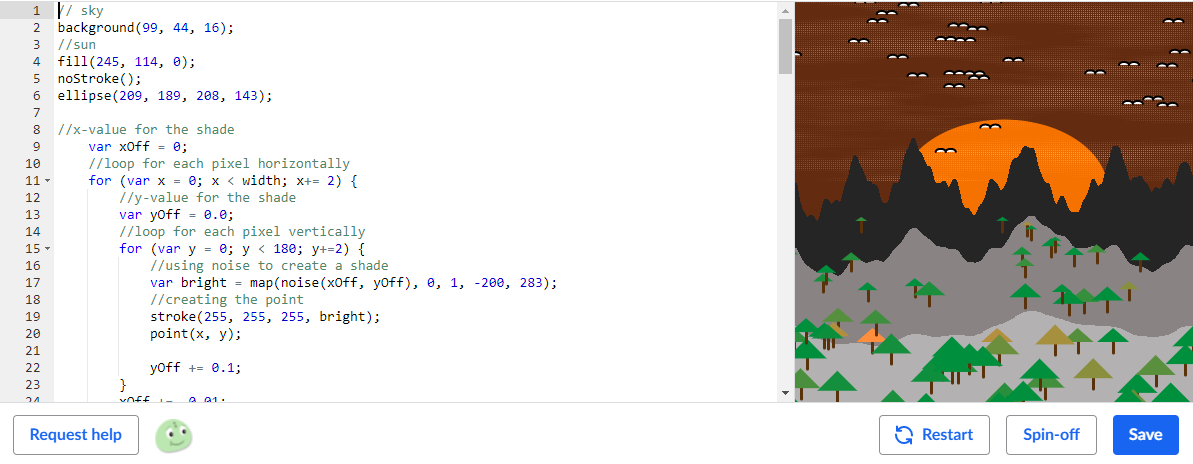 1 // sky
2 background(99, 44, 16);
3 //sun
4 fill(245, 114, 0);
5 noStroke();
6 ellipse(209, 189, 208, 143);
7
8 //x-value for the shade
9 var xOff = 0;
10 //loop for each pixel horizontally
11 for (var x = 0; x < width; x+= 2) {
12 //y-value for the shade
13 var yOff = 0.0;
14 //loop for each pixel vertically
15 for (var y = 0; y < 180; y+=2) {
16 //using noise to create a shade
17 var bright = map(noise(xOff, yOff), 0, 1, -200, 283);
18 //creating the point
19 stroke(255, 255, 255, bright);
20 point(x, y);
21
22 yOff += 0.1;
23 }
24 xOff += 0.01;
Request help
Restart
Spin-off
Save